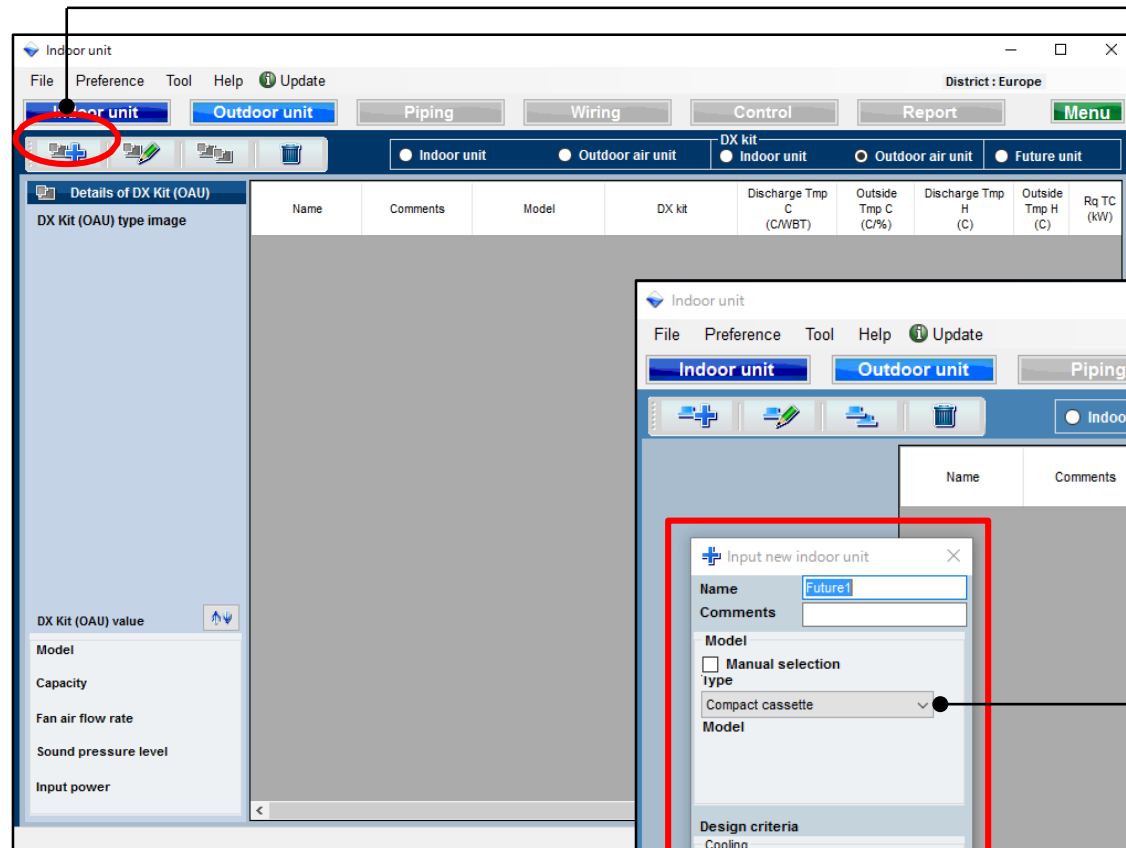 Indoor unit
File Preference Tool Help Update District : Europe
Indoor unit Outdoor unit Piping Wiring Control Report Menu
DX kit
Indoor unit Outdoor air unit Indoor unit Outdoor air unit Future unit
Details of DX Kit (OAU)
DX Kit (OAU) type image
Name Comments Model DX kit Discharge Tmp C (C/WBT) Outside Tmp C (C/%) Discharge Tmp H (C) Outside Tmp H (C) Rq TC (kW)
DX Kit (OAU) value
Model
Capacity
Fan air flow rate
Sound pressure level
Input power
Indoor unit
File Preference Tool Help Update
Indoor unit Outdoor unit Piping
Name Comments
Input new indoor unit
Name Future1
Comments
Model
Manual selection
Type
Compact cassette
Model
Design criteria
Cooling